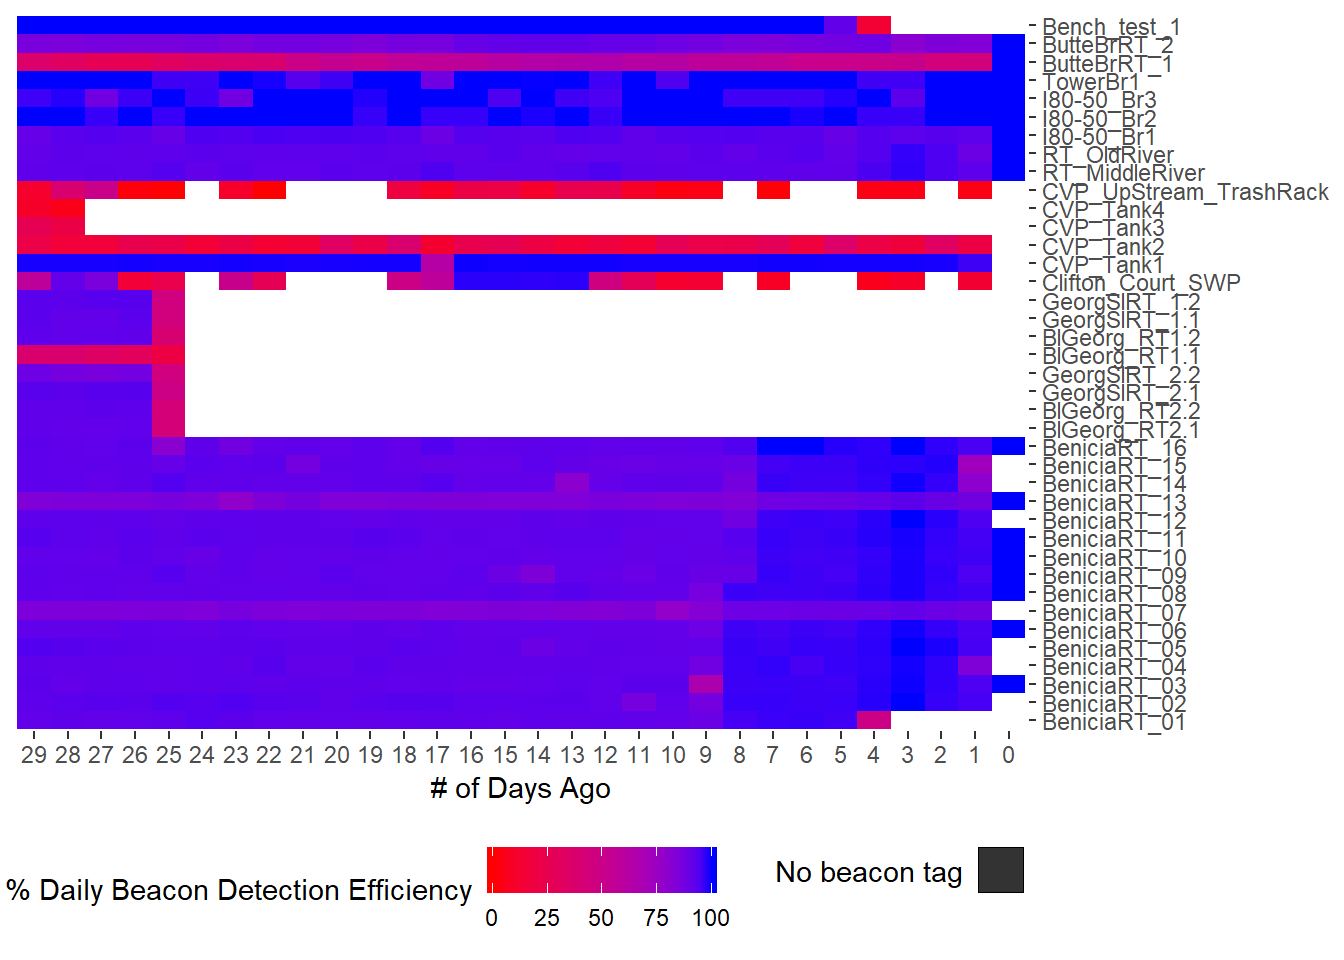 Bench_test_1
ButteBrRT_2
ButteBrRT_1
TowerBr1
I80-50_Br3
I80-50_Br2
I80-50_Br1
RT_OldRiver
RT_MiddleRiver
CVP_UpStream_TrashRack
CVP_Tank4
CVP_Tank3
CVP_Tank2
CVP_Tank1
Clifton_Court_SWP
GeorgSlRT_1.2
GeorgSlRT_1.1
BlGeorg_RT1.2
BlGeorg_RT1.1
GeorgSlRT_2.2
GeorgSlRT_2.1
BlGeorg_RT2.2
BlGeorg_RT2.1
BeniciaRT_16
BeniciaRT_15
BeniciaRT_14
BeniciaRT_13
BeniciaRT_12
BeniciaRT_11
BeniciaRT_10
BeniciaRT_09
BeniciaRT_08
BeniciaRT_07
BeniciaRT_06
BeniciaRT_05
BeniciaRT_04
BeniciaRT_03
BeniciaRT_02
BeniciaRT_01
29 28 27 26 25 24 23 22 21 20 19 18 17 16 15 14 13 12 11 10 9 8 7 6 5 4 3 2 1 0
# of Days Ago
% Daily Beacon Detection Efficiency
0 25 50 75 100
No beacon tag